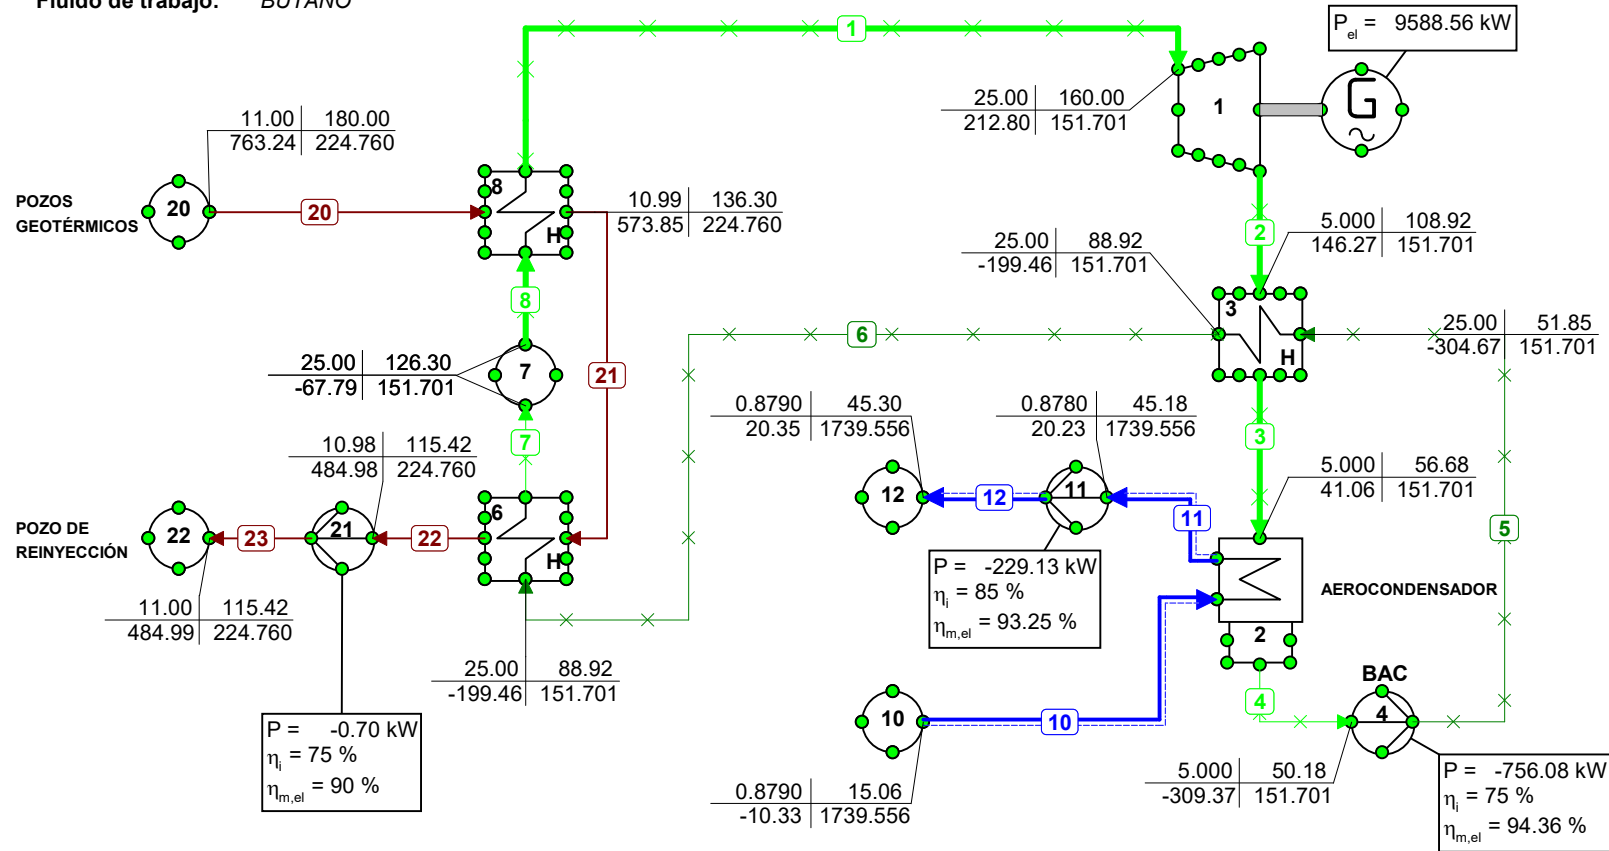 Fluido de trabajo: BUTANO
P el = 9588.56 kW
1
G
11.00 180.00
763.24 224.760
25.00 160.00
212.80 151.701
1
8
H
POZOS
GEOTÉRMICOS
20
20
10.99 136.30
573.85 224.760
5.000 108.92
146.27 151.701
25.00 88.92
-199.46 151.701
2
8
3
H
6
25.00 51.85
-304.67 151.701
25.00 126.30
-67.79 151.701
7
21
0.8790 45.30
20.35 1739.556
0.8780 45.18
20.23 1739.556
7
3
10.98 115.42
484.98 224.760
5.000 56.68
41.06 151.701
12
12
11
11
POZO DE
REINYECCIÓN
22
23
21
22
6
H
5
P = -229.13 kW
ηi = 85 %
ηm,el = 93.25 %
AEROCONDENSADOR
2
11.00 115.42
484.99 224.760
25.00 88.92
-199.46 151.701
BAC
4
4
10
10
P = -0.70 kW
ηi = 75 %
ηm,el = 90 %
0.8790 15.06
-10.33 1739.556
5.000 50.18
-309.37 151.701
P = -756.08 kW
ηi = 75 %
ηm,el = 94.36 %